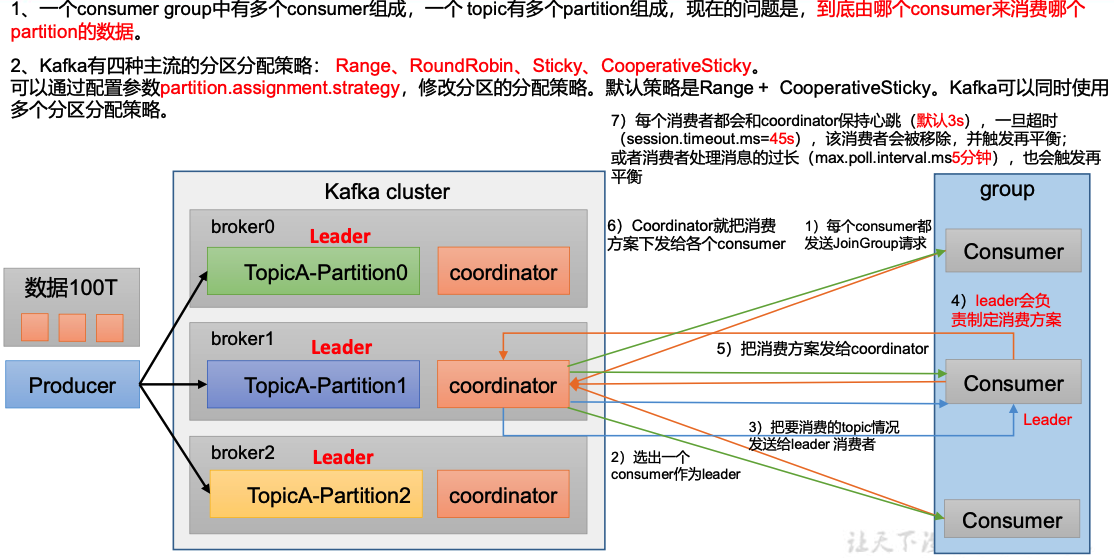 1、一个consumer group中有多个consumer组成，一个 topic有多个partition组成，现在的问题是，到底由哪个consumer来消费哪个
partition的数据。
2、Kafka有四种主流的分区分配策略： Range、RoundRobin、Sticky、CooperativeSticky。
可以通过配置参数partition.assignment.strategy，修改分区的分配策略。默认策略是Range + CooperativeSticky。Kafka可以同时使用
多个分区分配策略。
7）每个消费者都会和coordinator保持心跳（默认3s），一旦超时
（session.timeout.ms=45s），该消费者会被移除，并触发再平衡；
或者消费者处理消息的过长（max.poll.interval.ms5分钟），也会触发再
平衡
Kafka cluster
group
broker0
Leader
TopicA-Partition0
coordinator
6）Coordinator就把消费
方案下发给各个consumer
1）每个consumer都
发送JoinGroup请求
Consumer
数据100T
4）leader会负
责制定消费方案
broker1
Leader
5）把消费方案发给coordinator
Producer
TopicA-Partition1
coordinator
Consumer
Leader
3）把要消费的topic情况
发送给leader 消费者
broker2
Leader
2）选出一个
consumer作为leader
TopicA-Partition2
coordinator
Consumer
让天下